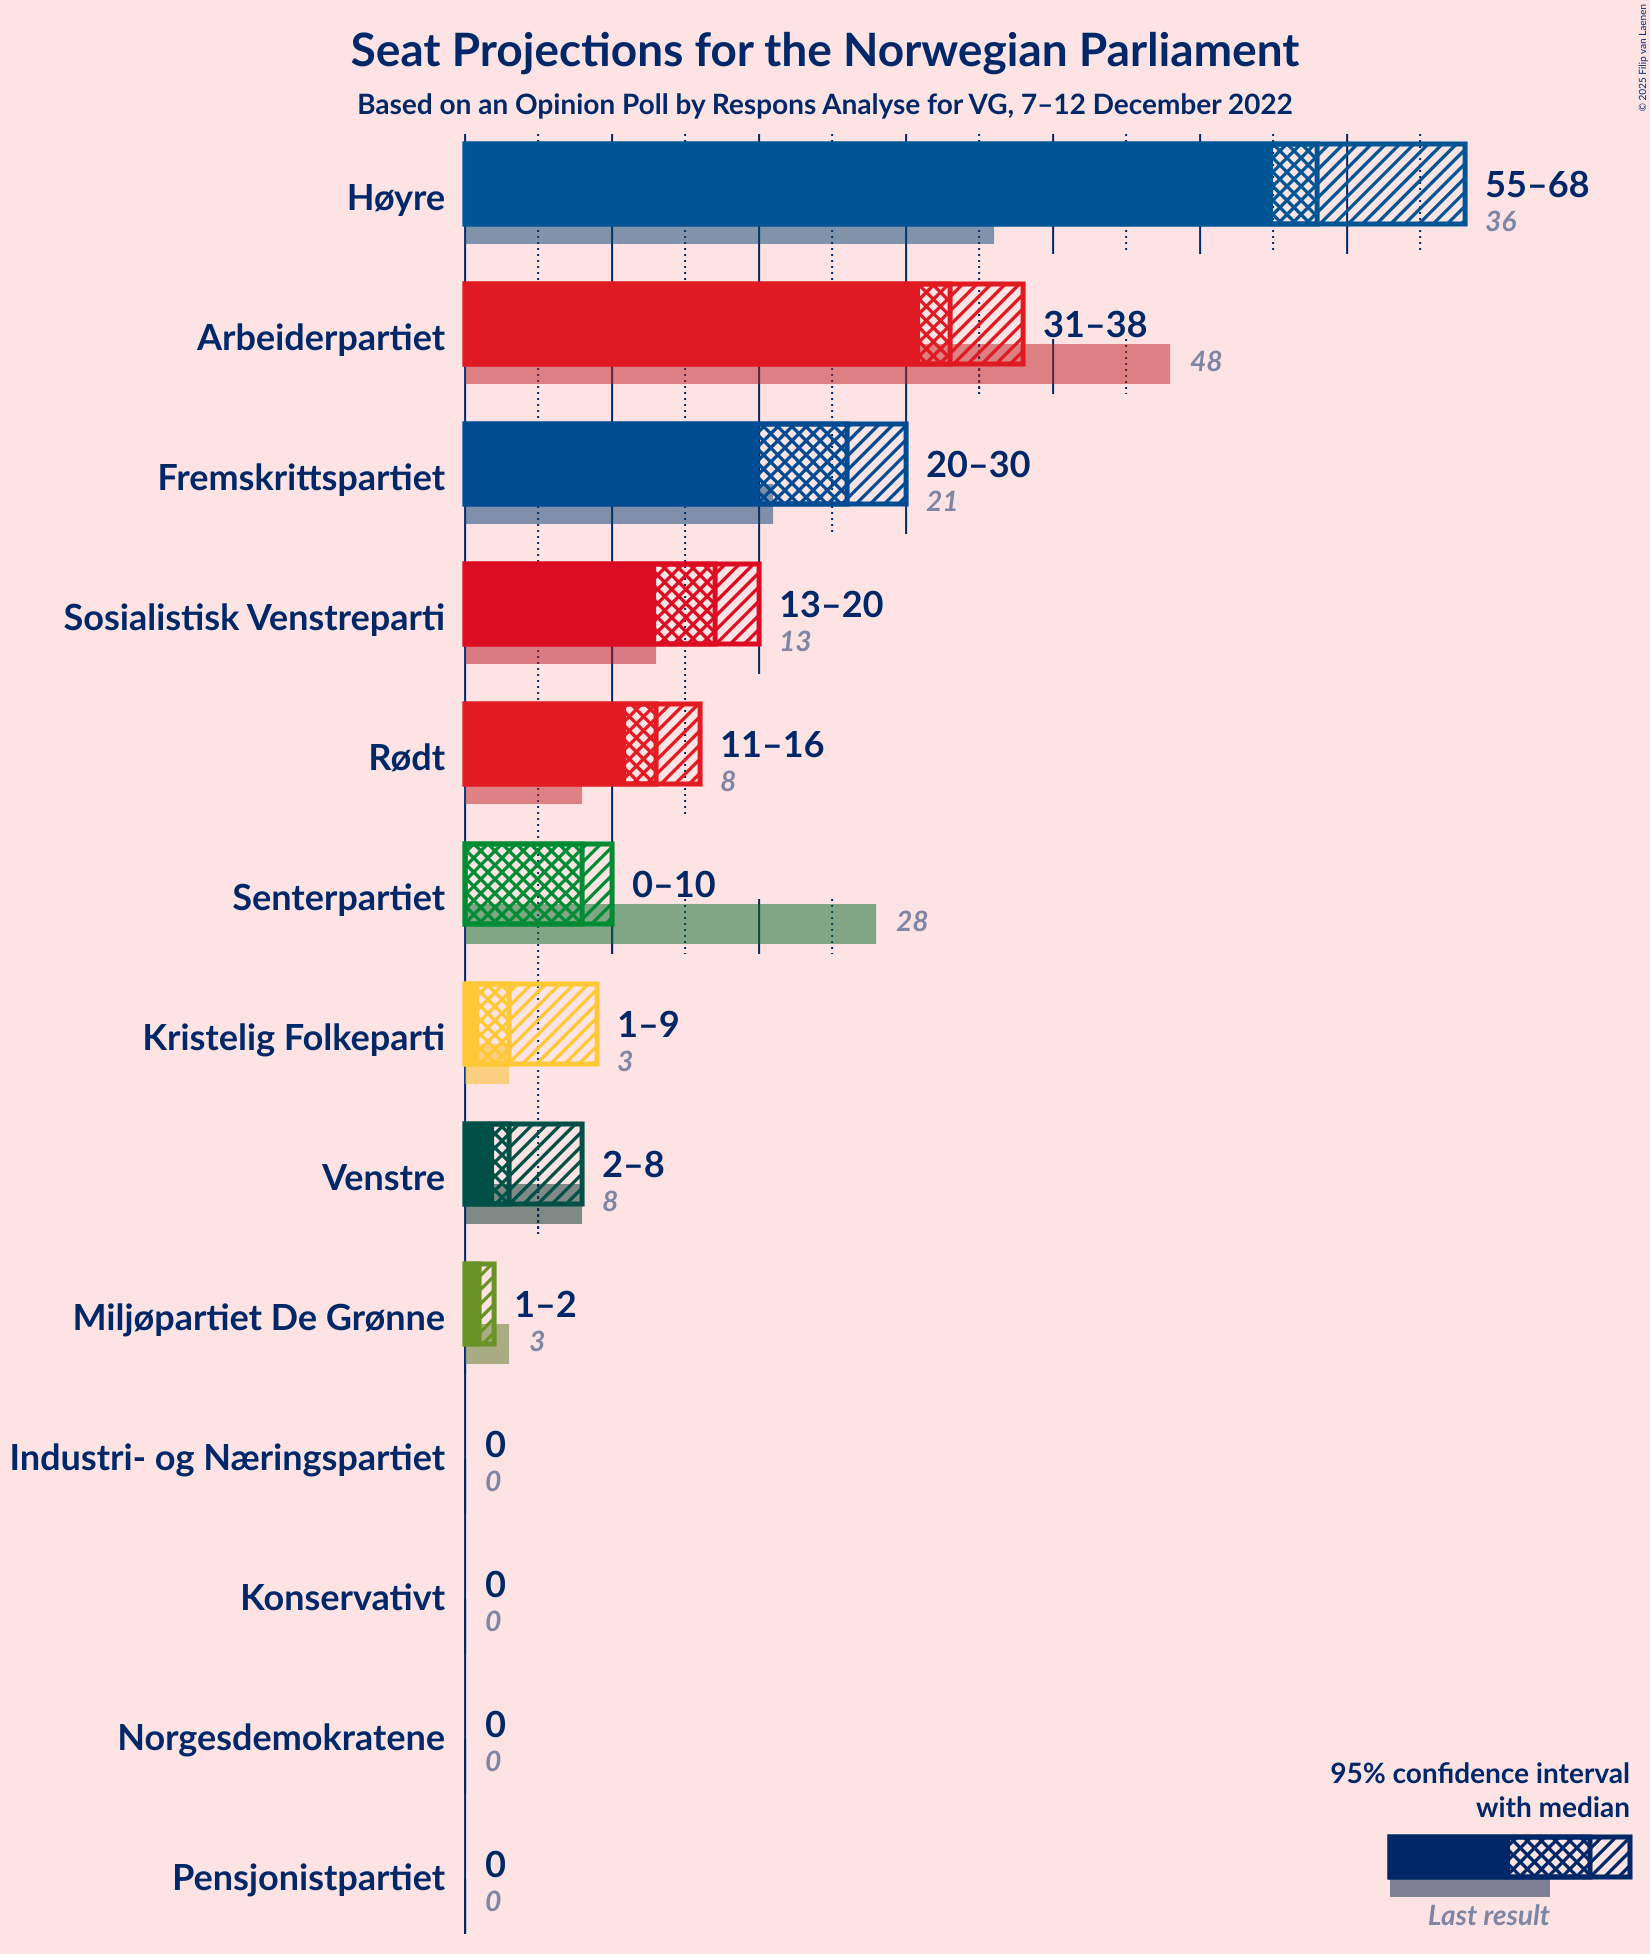 Seat Projections for the Norwegian Parliament
Based on an Opinion Poll by Respons Analyse for VG, 7–12 December 2022
© 2025 Filip van Laenen
Høyre
55–68
36
Arbeiderpartiet
31–38
48
Fremskrittspartiet
20–30
21
Sosialistisk Venstreparti
13–20
13
Rødt
11–16
8
Senterpartiet
0–10
28
Kristelig Folkeparti
1–9
3
Venstre
2–8
8
Miljøpartiet De Grønne
1–2
3
Industri- og Næringspartiet
0
0
Konservativt
0
0
Norgesdemokratene
0
0
Pensjonistpartiet
0
0
95% confidence interval
with median
Last result